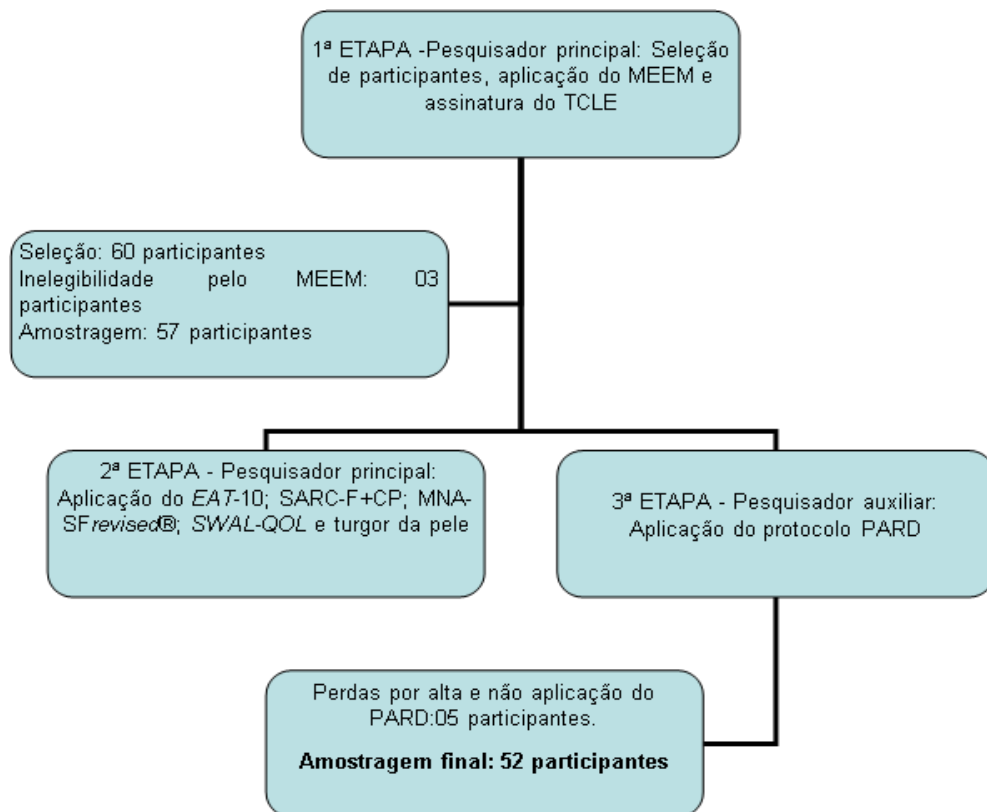 1ª ETAPA -Pesquisador principal: Seleção
de participantes, aplicação do MEEM e
assinatura do TCLE
Seleção: 60 participantes
Inelegibilidade pelo MEEM: 03
participantes
Amostragem: 57 participantes
2ª ETAPA - Pesquisador principal:
Aplicação do EAT-10; SARC-F+CP; MNA-
SFrevised®; SWAL-QOL e turgor da pele
3ª ETAPA - Pesquisador auxiliar:
Aplicação do protocolo PARD
Perdas por alta e não aplicação do
PARD:05 participantes.
Amostragem final: 52 participantes